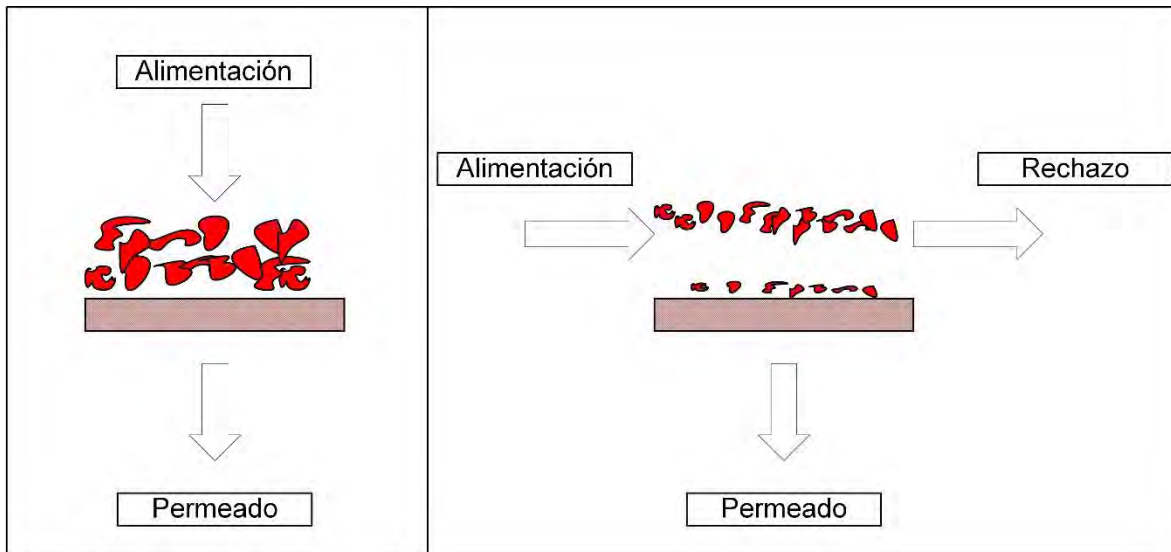 Alimentación
Permeado
Alimentación
Rechazo
Permeado